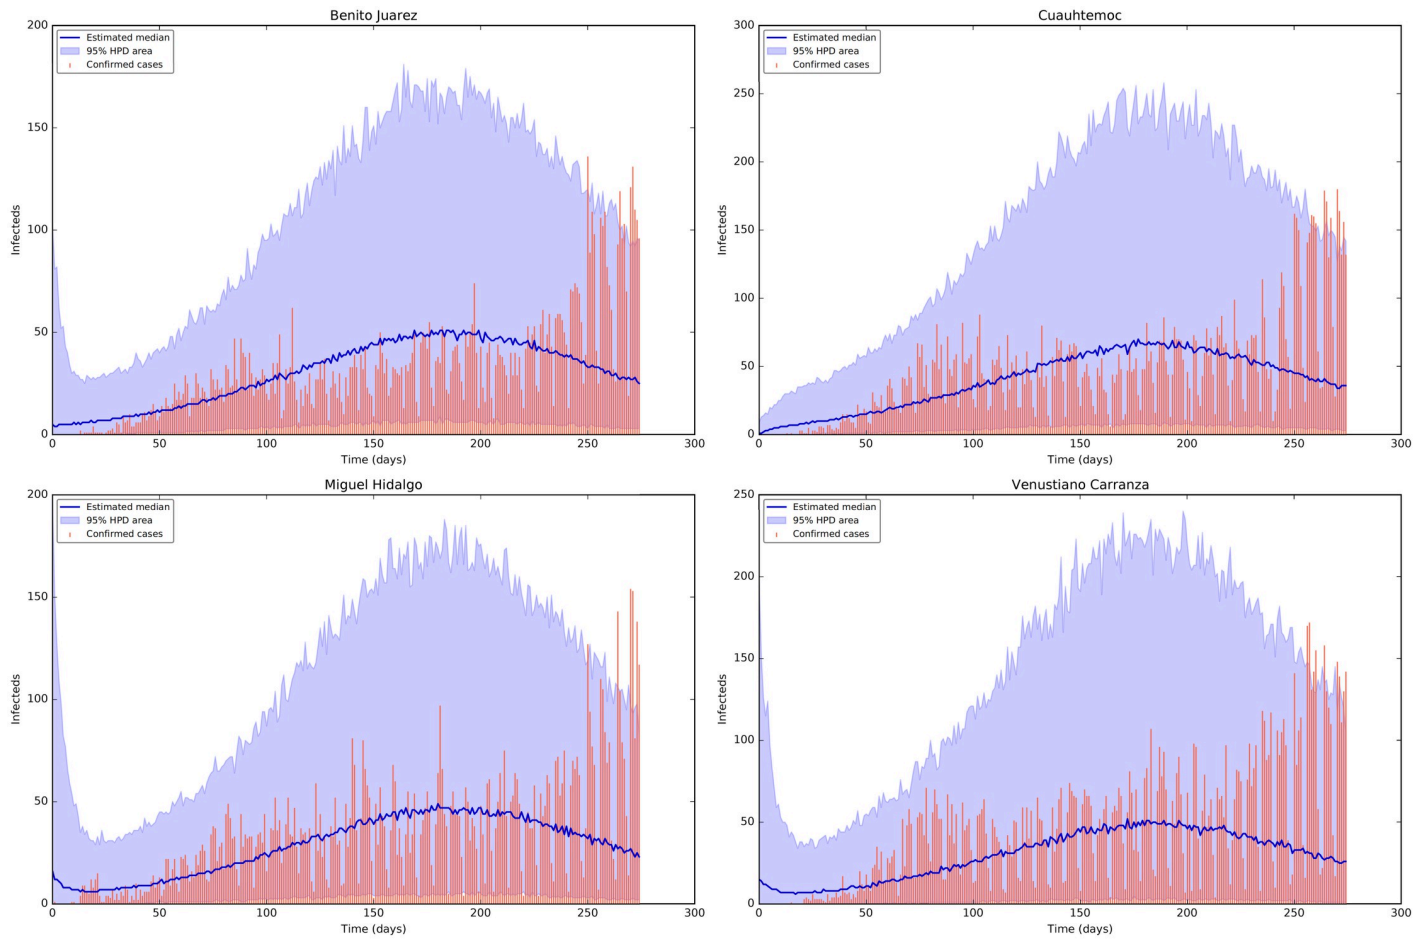 Benito Juarez
200
150
100
50
0
Infecteds
Estimated median
95% HPD area
Confirmed cases
0 50 100 150 200 250 300
Time (days)
Cuauhtemoc
300
250
200
150
100
50
0
Infecteds
Estimated median
95% HPD area
Confirmed cases
0 50 100 150 200 250 300
Time (days)
Miguel Hidalgo
200
150
100
50
0
Infecteds
Estimated median
95% HPD area
Confirmed cases
0 50 100 150 200 250 300
Time (days)
Venustiano Carranza
250
200
150
100
50
0
Infecteds
Estimated median
95% HPD area
Confirmed cases
0 50 100 150 200 250 300
Time (days)